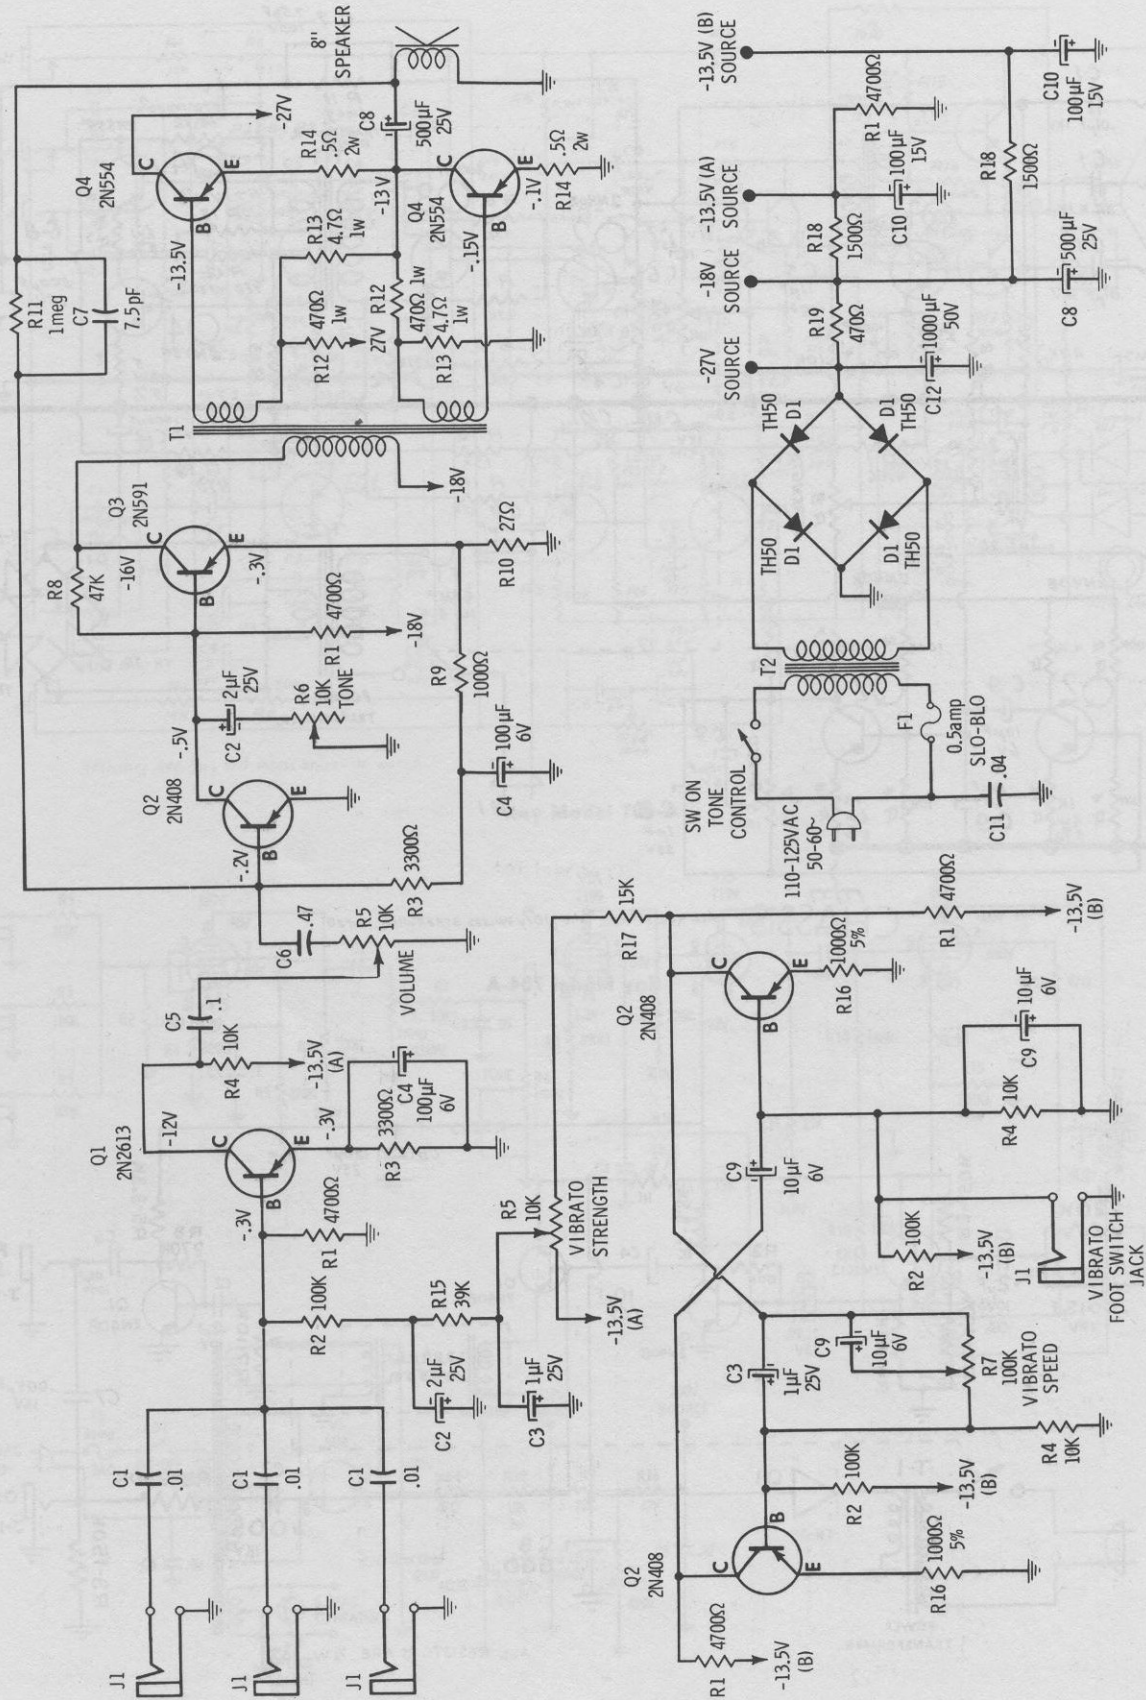 J1
C1
.01
J1
C1
.01
J1
C1
.01
Q1
2N2613
-12V
C
B
E
-.3V
-.3V
R1
4700Ω
R2
100K
R15
39K
C2
2µF
25V
C3
1µF
25V
R3
3300Ω
C4
100µF
6V
R4
10K
-13.5V
(A)
C5
.1
C6
.47
R5
10K
VOLUME
R5
10K
VIBRATO
STRENGTH
-13.5V
(A)
Q2
2N408
-.2V
-.5V
C
B
E
R3
3300Ω
C4
100µF
6V
R9
1000Ω
C2
2µF
25V
R6
10K
TONE
R1
4700Ω
-18V
R8
47K
Q3
2N591
-16V
C
B
E
-.3V
R10
27Ω
-18V
T1
R11
1meg
C7
7.5pF
Q4
2N554
-13.5V
C
B
E
-27V
R14
.5Ω
2w
R13
4.7Ω
1w
470Ω
1w
R12
27V
R12
470Ω 1w
4.7Ω
1w
R13
-13V
Q4
2N554
C
B
E
-.15V
-.1V
R14
.5Ω
2w
C8
500µF
25V
8"
SPEAKER
Q2
2N408
C
B
E
R1
4700Ω
-13.5V
(B)
R16
1000Ω
5%
R2
100K
-13.5V
(B)
R4
10K
C3
1µF
25V
C9
10µF
6V
R7
100K
VIBRATO
SPEED
C9
10µF
6V
R2
100K
-13.5V
(B)
J1
VIBRATO
FOOT SWITCH
JACK
R4
10K
C9
10µF
6V
Q2
2N408
C
B
E
R16
1000Ω
5%
R17
15K
R1
4700Ω
-13.5V
(B)
SW ON
TONE
CONTROL
110-125VAC
50-60~
C11
.04
F1
0.5amp
SLO-BLO
T2
TH50
D1
TH50
D1
D1
TH50
D1
TH50
-27V
SOURCE
C12
1000µF
50V
R19
470Ω
-18V
SOURCE
C8
500µF
25V
R18
1500Ω
-13.5V (A)
SOURCE
C10
100µF
15V
R1
4700Ω
R18
1500Ω
-13.5V (B)
SOURCE
C10
100µF
15V